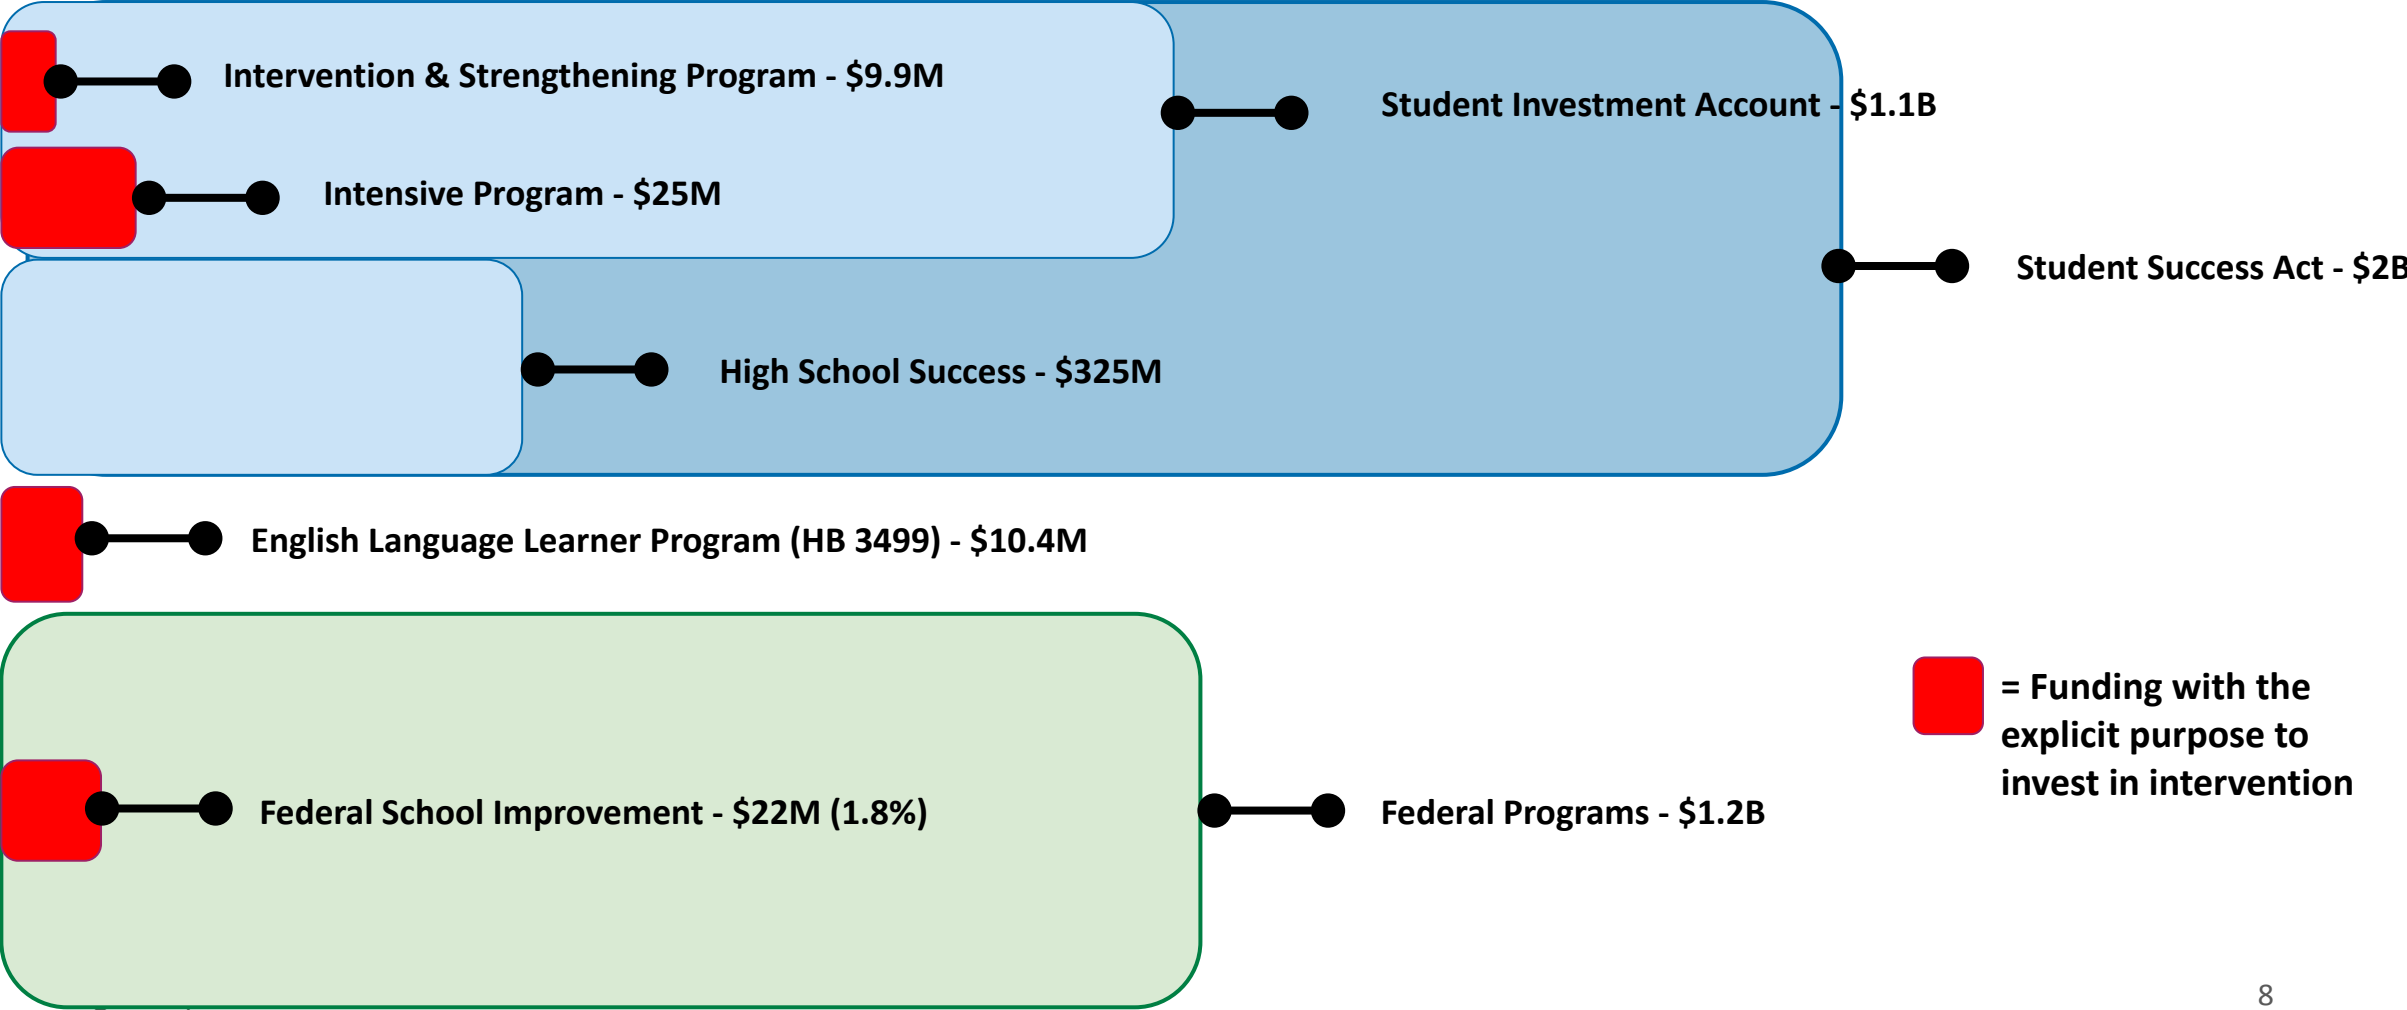 Intervention & Strengthening Program - $9.9M
Student Investment Account - $1.1B
Intensive Program - $25M
Student Success Act - $2B
High School Success - $325M
English Language Learner Program (HB 3499) - $10.4M
= Funding with the
explicit purpose to
invest in intervention
Federal School Improvement - $22M (1.8%)
Federal Programs - $1.2B
8